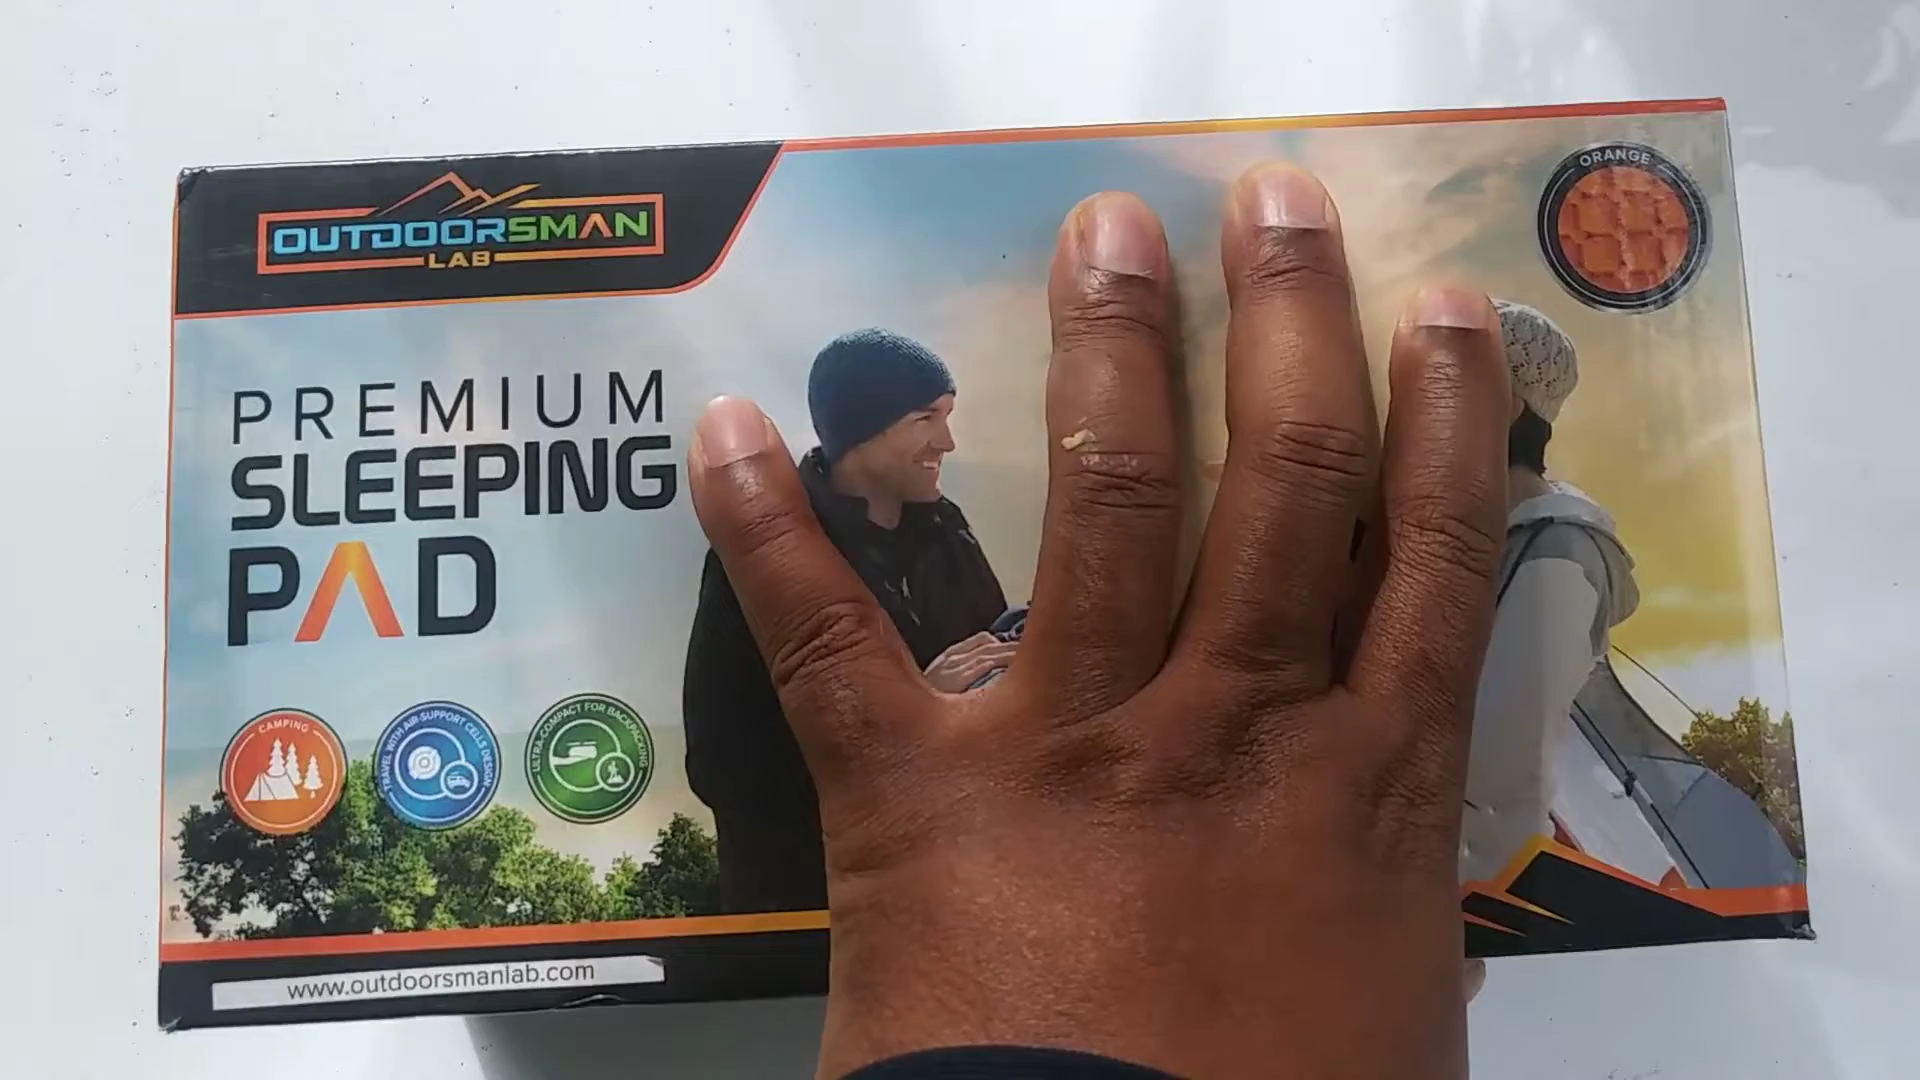 OUTDOORSMAN
LAB
ORANGE
PREMIUM
SLEEPING
PAD
CAMPING
TRAVEL WITH AIR-SUPPORT CELLS DESIGN
ULTRA-COMPACT FOR BACKPACKING
www.outdoorsmanlab.com